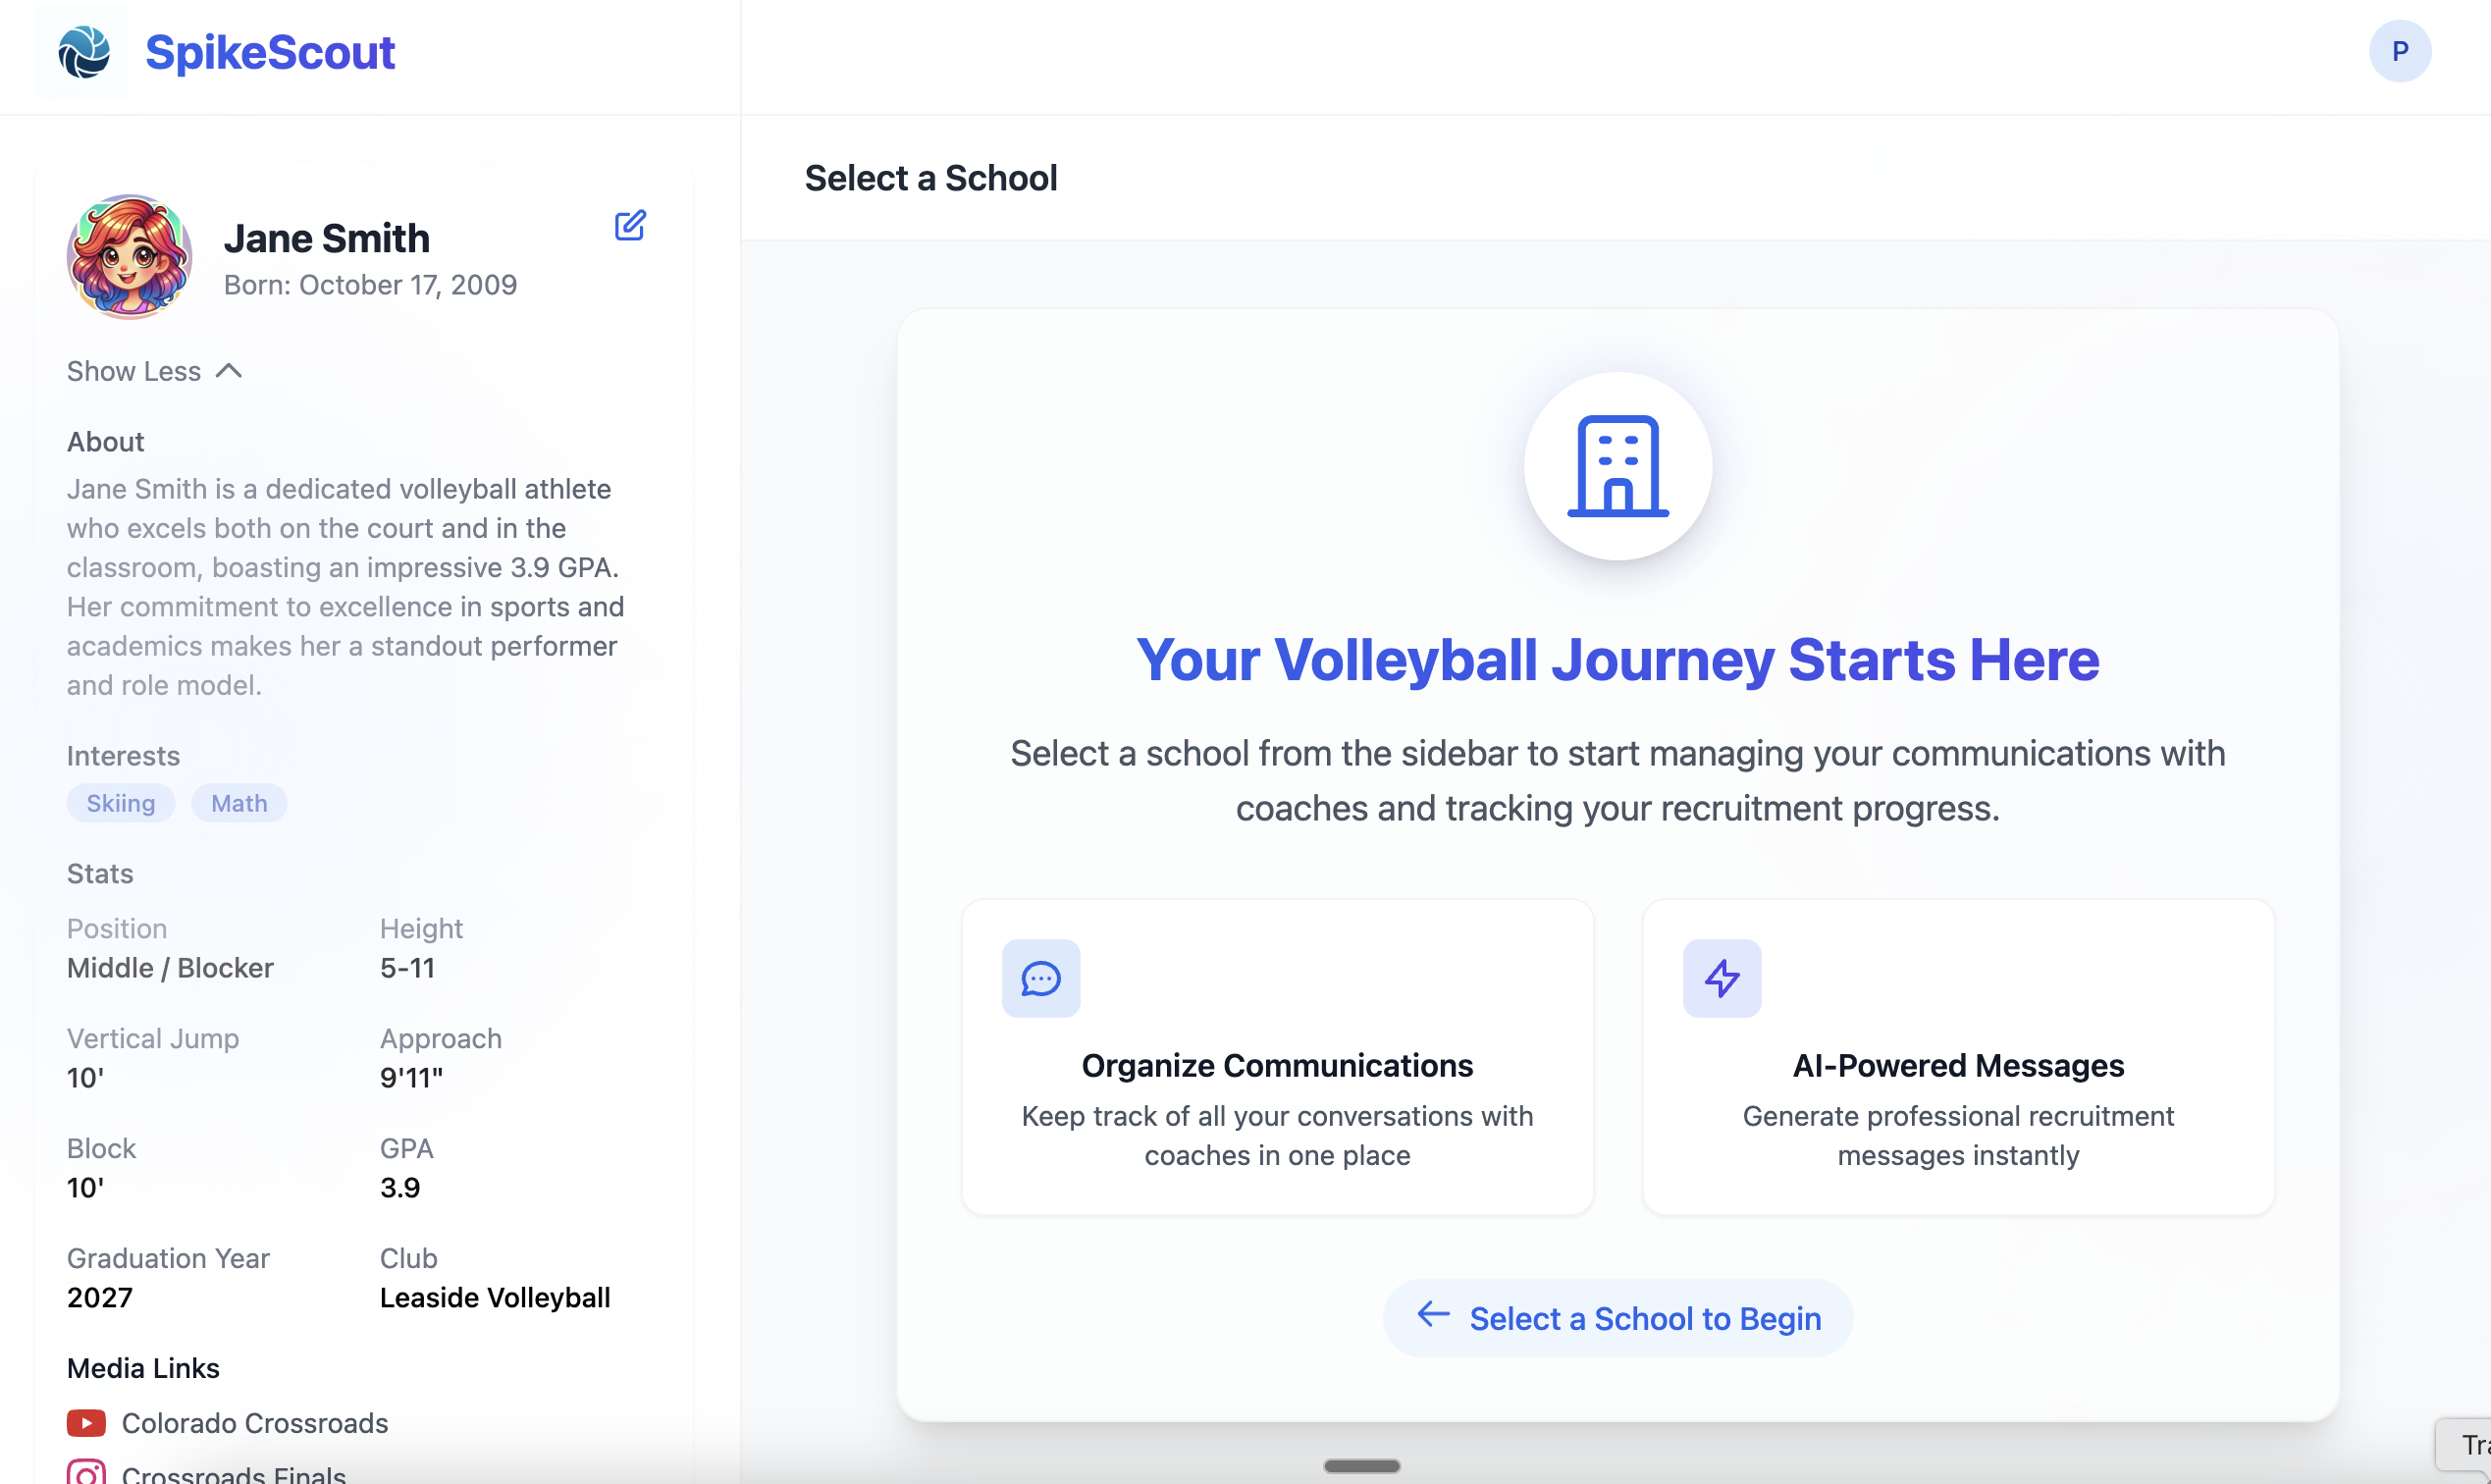 SpikeScout
P
Jane Smith
Born: October 17, 2009
Show Less
About
Jane Smith is a dedicated volleyball athlete
who excels both on the court and in the
classroom, boasting an impressive 3.9 GPA.
Her commitment to excellence in sports and
academics makes her a standout performer
and role model.
Interests
Skiing Math
Stats
Position Height
Middle / Blocker 5-11
Vertical Jump Approach
10' 9'11"
Block GPA
10' 3.9
Graduation Year Club
2027 Leaside Volleyball
Media Links
Colorado Crossroads
Crossroads Finals
Select a School
Your Volleyball Journey Starts Here
Select a school from the sidebar to start managing your communications with
coaches and tracking your recruitment progress.
Organize Communications
Keep track of all your conversations with
coaches in one place
AI-Powered Messages
Generate professional recruitment
messages instantly
Select a School to Begin